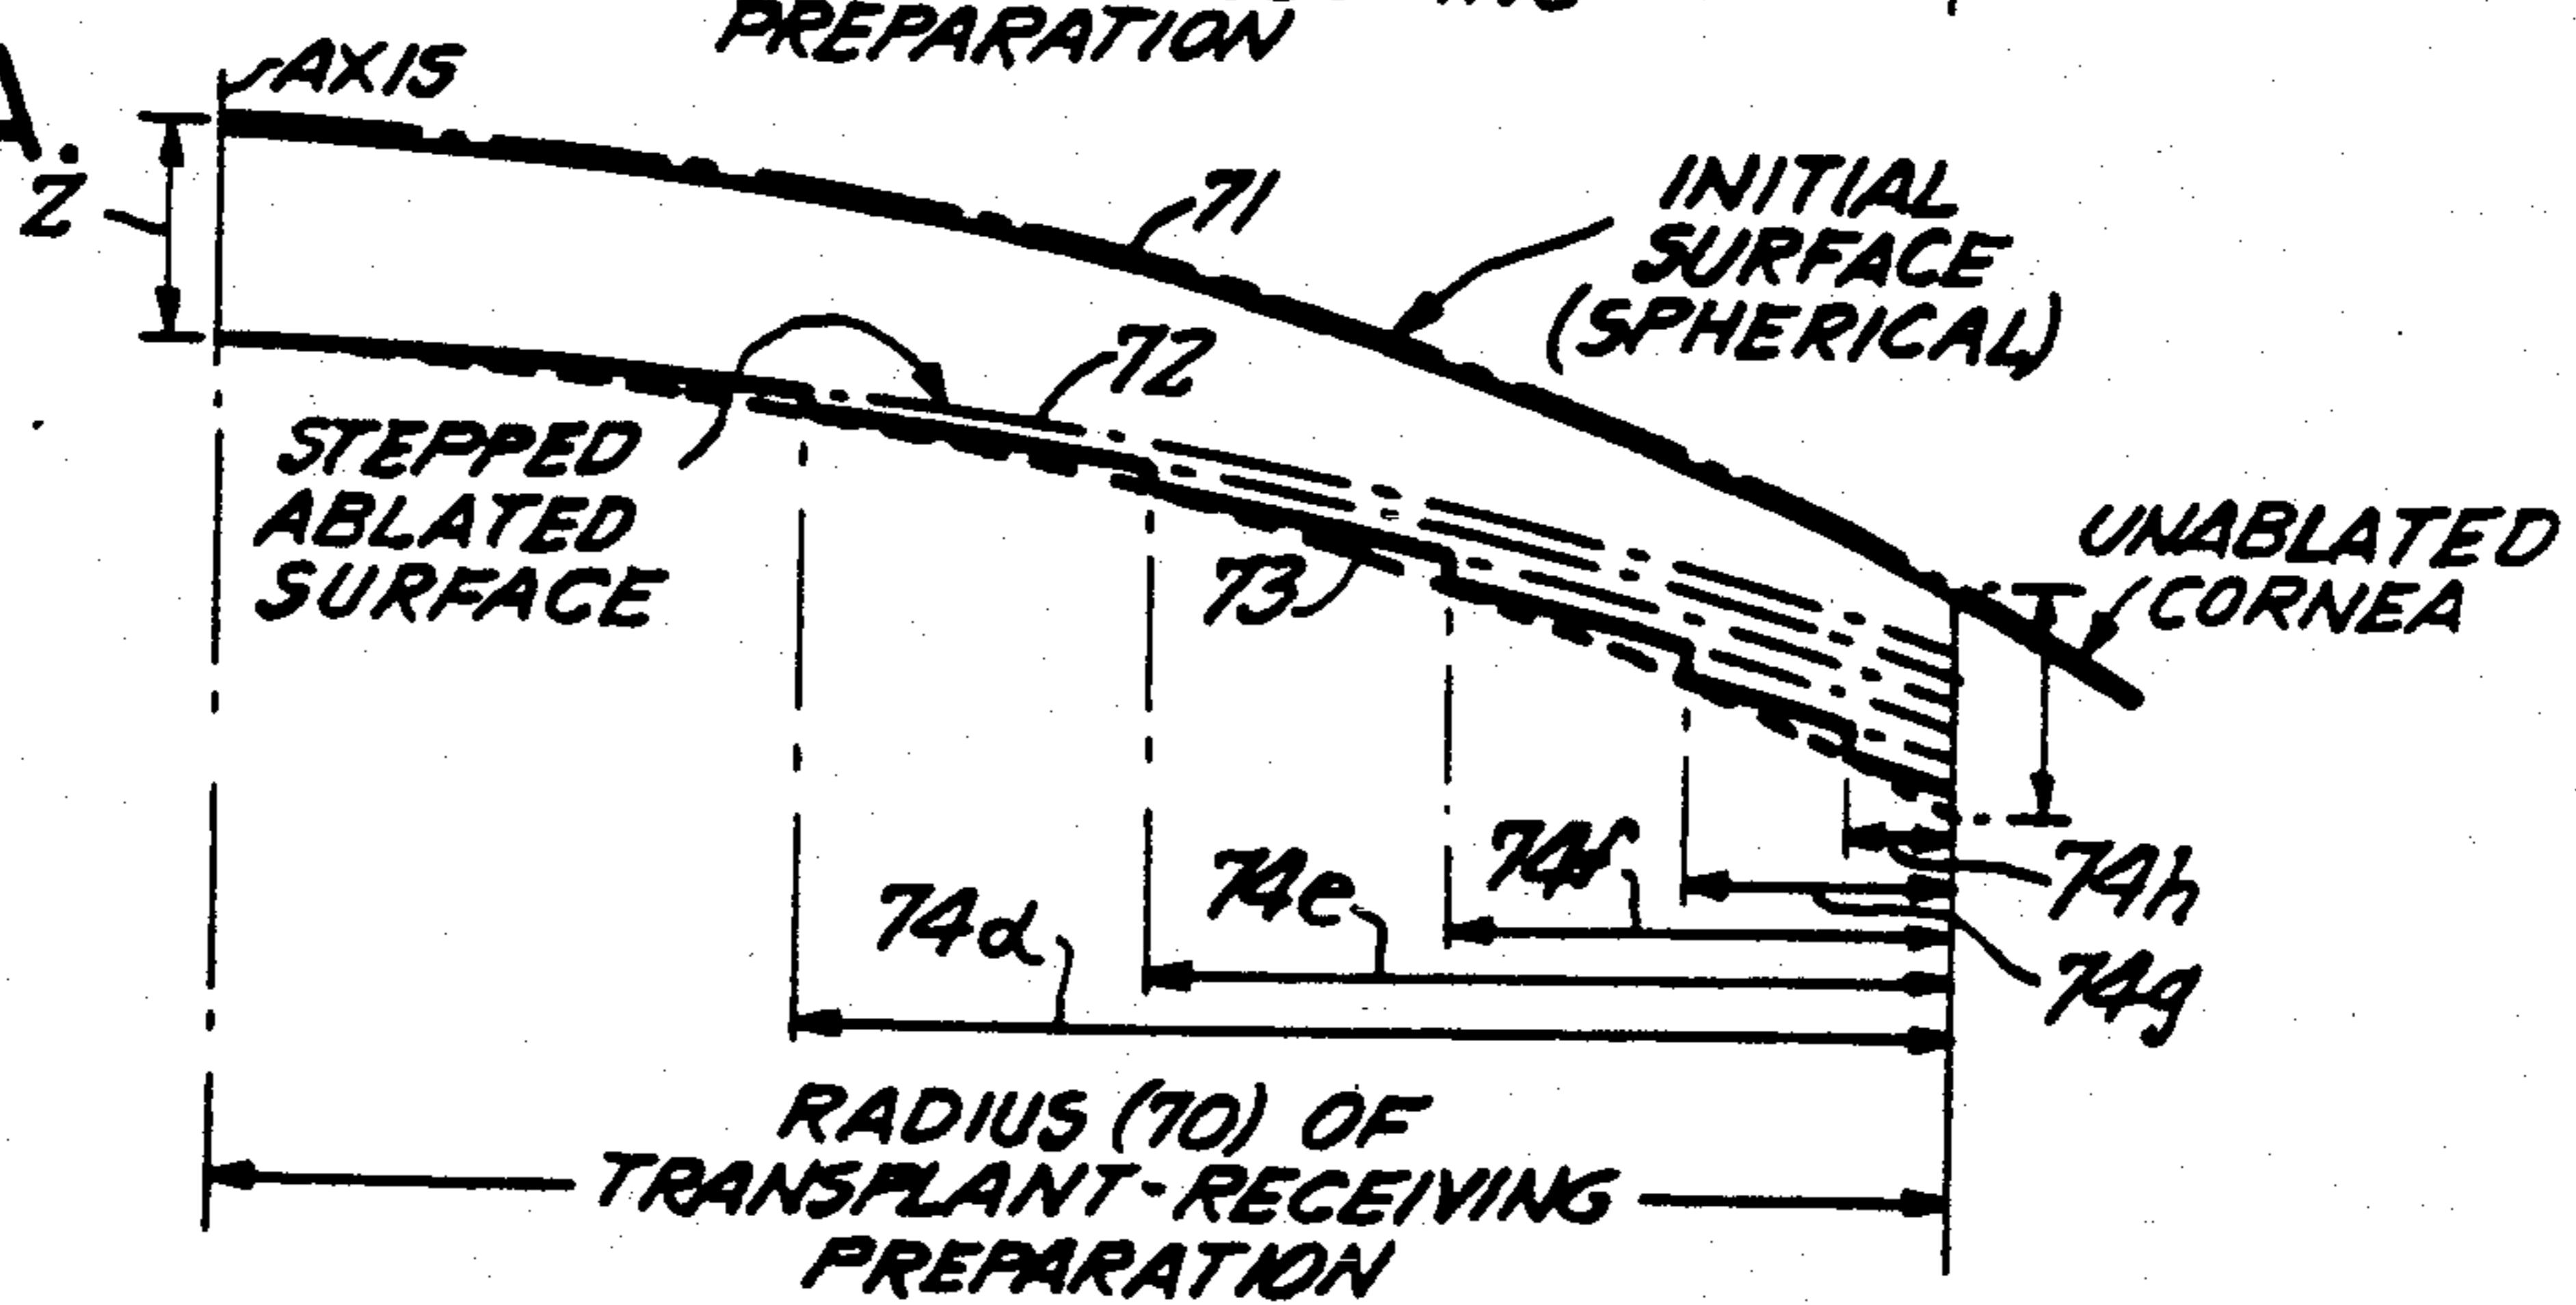 PREPARATION
AXIS
A.
Z
71
INITIAL
SURFACE
(SPHERICAL)
72
STEPPED
ABLATED
SURFACE
73
UNABLATED
CORNEA
74d
74e
74f
74h
74g
RADIUS (70) OF
TRANSPLANT-RECEIVING
PREPARATION